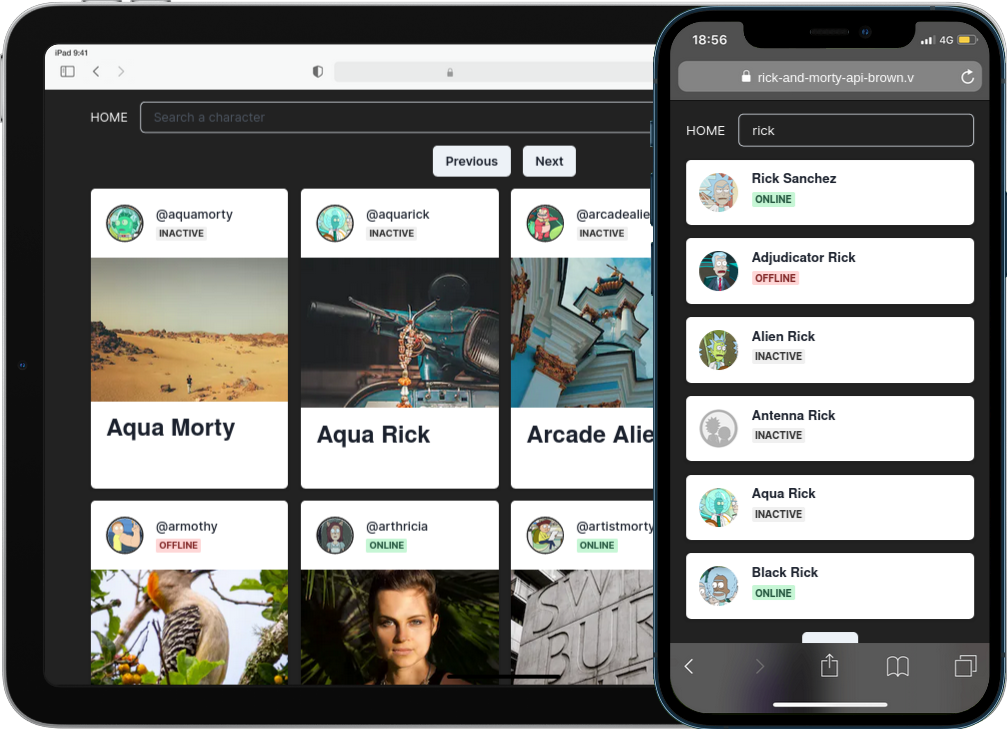 iPad 9:41
HOME
Search a character
Previous
Next
@aquamorty
INACTIVE
@aquarick
INACTIVE
@arcadealie
INACTIVE
Aqua Morty
Aqua Rick
Arcade Alie
@armothy
OFFLINE
@arthricia
ONLINE
@artistmorty
ONLINE
SWI
BUR
18:56
4G
rick-and-morty-api-brown.v
HOME
rick
Rick Sanchez
ONLINE
Adjudicator Rick
OFFLINE
Alien Rick
INACTIVE
Antenna Rick
INACTIVE
Aqua Rick
INACTIVE
Black Rick
ONLINE